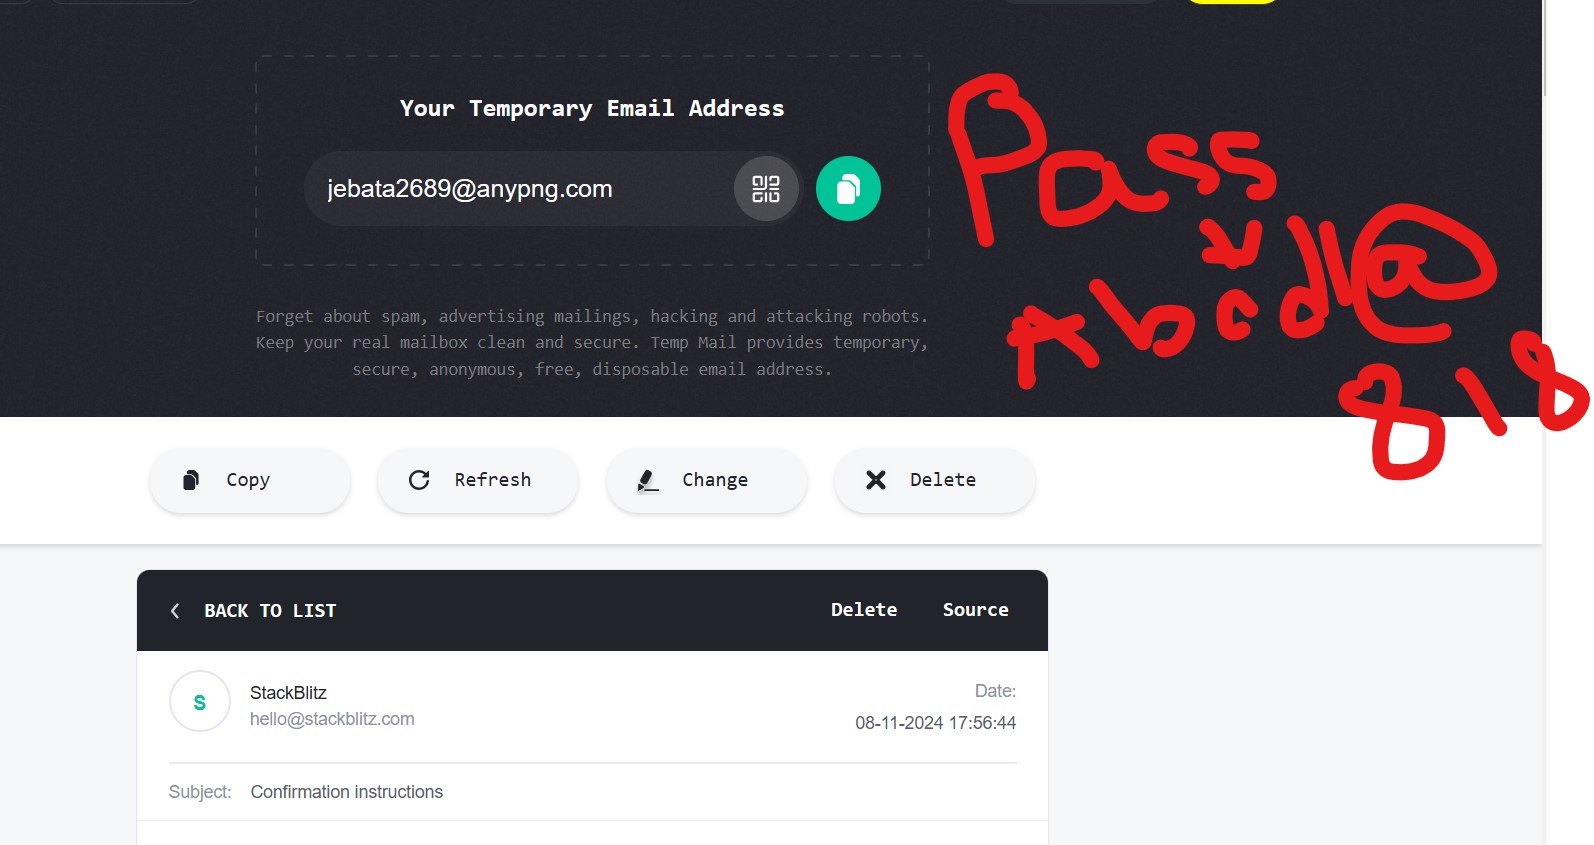 Your Temporary Email Address
jebata2689@anypng.com
Pass
Forget about spam, advertising mailings, hacking and attacking robots.
Keep your real mailbox clean and secure. Temp Mail provides temporary,
secure, anonymous, free, disposable email address.
818
Copy
Refresh
Change
Delete
BACK TO LIST
Delete
Source
S
StackBlitz
hello@stackblitz.com
Date:
08-11-2024 17:56:44
Subject: Confirmation instructions